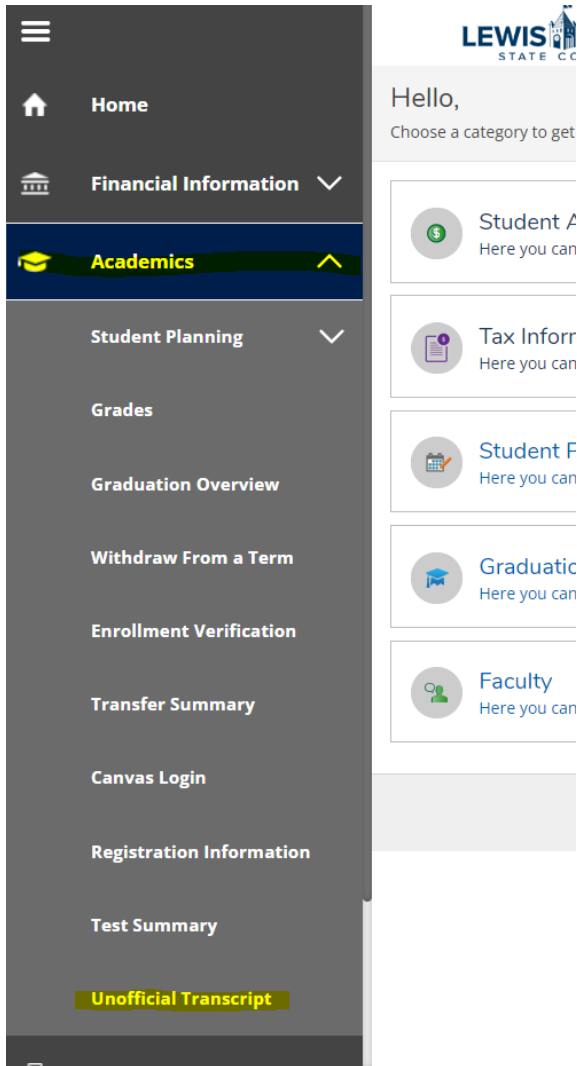 Home
Financial Information
Academics
Student Planning
Grades
Graduation Overview
Withdraw From a Term
Enrollment Verification
Transfer Summary
Canvas Login
Registration Information
Test Summary
Unofficial Transcript
LEWIS
STATE CO
Hello,
Choose a category to get
Student A
Here you can
Tax Inforr
Here you can
Student P
Here you can
Graduatio
Here you can
Faculty
Here you can